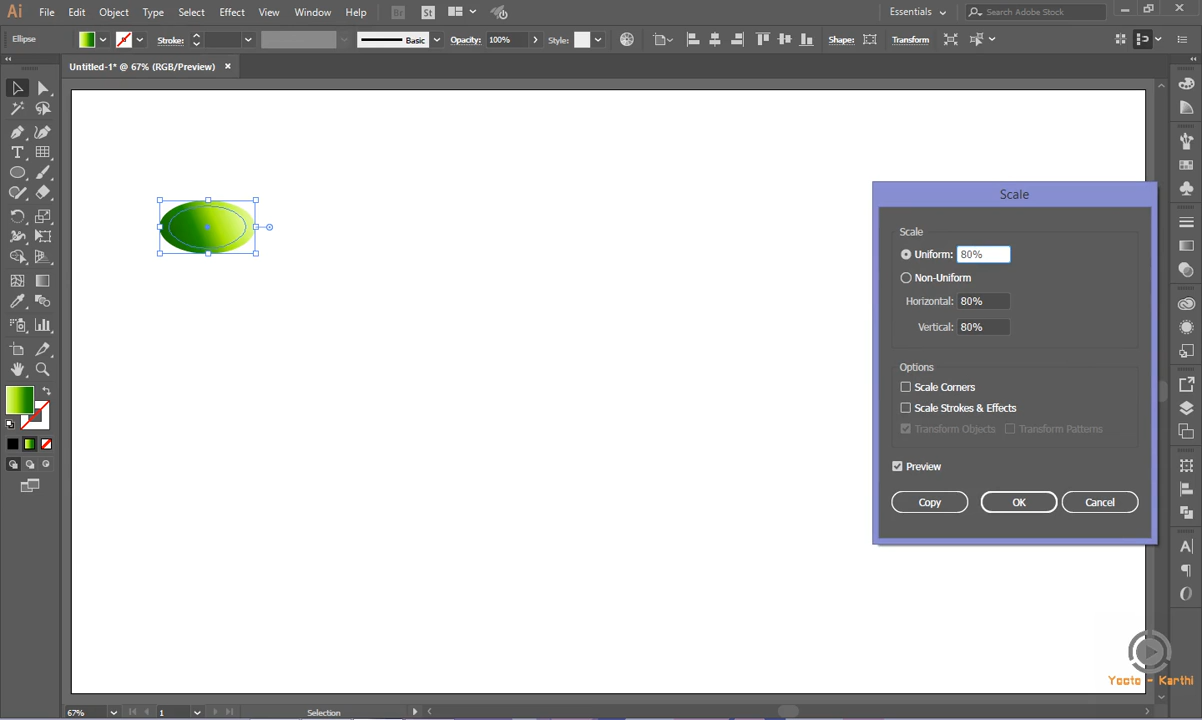 Ai File Edit Object Type Select Effect View Window Help Br St Essentials Search Adobe Stock
Ellipse Stroke: Basic Opacity: 100% Style: Shape: Transform
Untitled-1* @ 67% (RGB/Preview) ×
Scale
Scale
Uniform: 80%
Non-Uniform
Horizontal: 80%
Vertical: 80%
Options
Scale Corners
Scale Strokes & Effects
Transform Objects Transform Patterns
Preview
Copy OK Cancel
Yooto - Karthi
67% 1 Selection